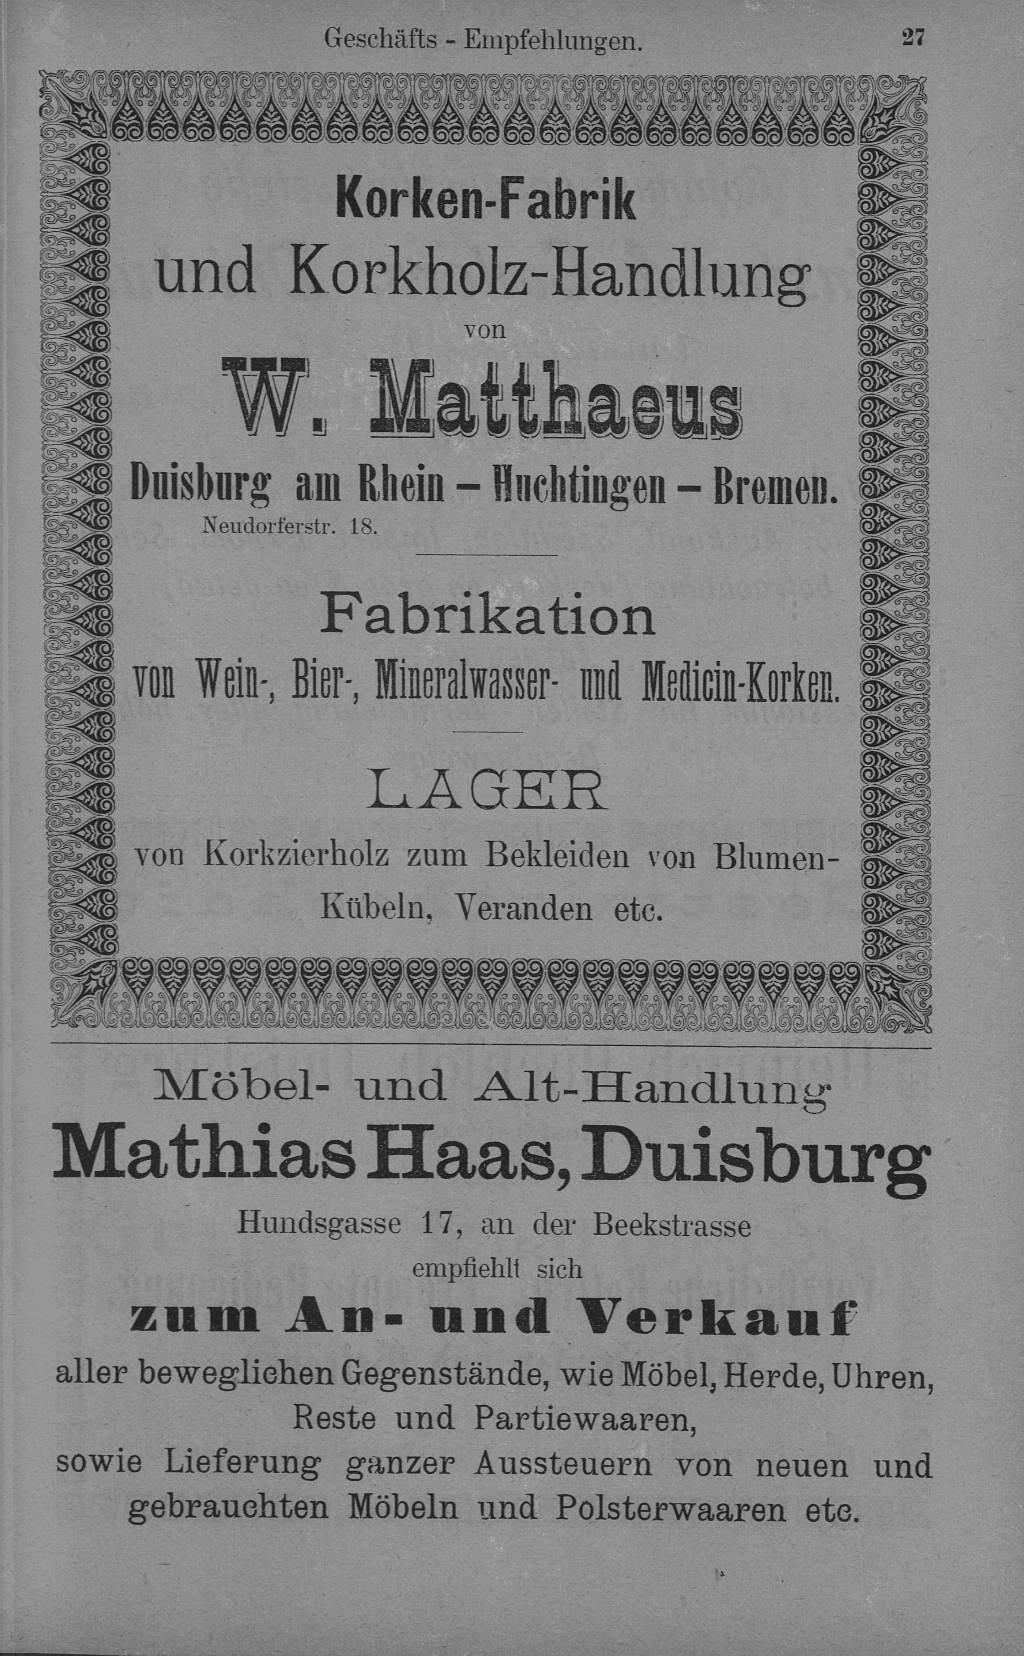 Geschäfts - Empfehlungen. 27
Korken-Fabrik
und Korkholz-Handlung
von
W. Matthaeus
Duisburg am Rhein – Huchtingen – Bremen.
Neudorferstr. 18.
Fabrikation
von Wein-, Bier-, Mineralwasser- und Medicin-Korken.
LAGER
von Korkzierholz zum Bekleiden von Blumen-
Kübeln, Veranden etc.
Möbel- und Alt-Handlung
Mathias Haas, Duisburg
Hundsgasse 17, an der Beekstrasse
empfiehlt sich
zum An- und Verkauf
aller beweglichen Gegenstände, wie Möbel, Herde, Uhren,
Reste und Partiewaaren,
sowie Lieferung ganzer Aussteuern von neuen und
gebrauchten Möbeln und Polsterwaaren etc.